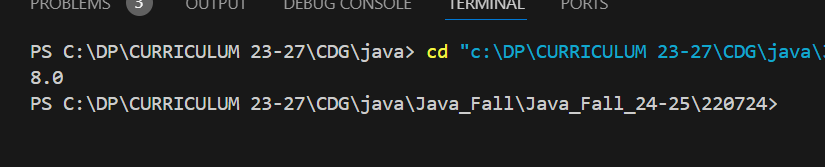 PROBLEMS 3 OUTPUT DEBUG CONSOLE TERMINAL PORTS
PS C:\DP\CURRICULUM 23-27\CDG\java> cd "c:\DP\CURRICULUM 23-27\CDG\java\
8.0
PS C:\DP\CURRICULUM 23-27\CDG\java\Java_Fall\Java_Fall_24-25\220724>